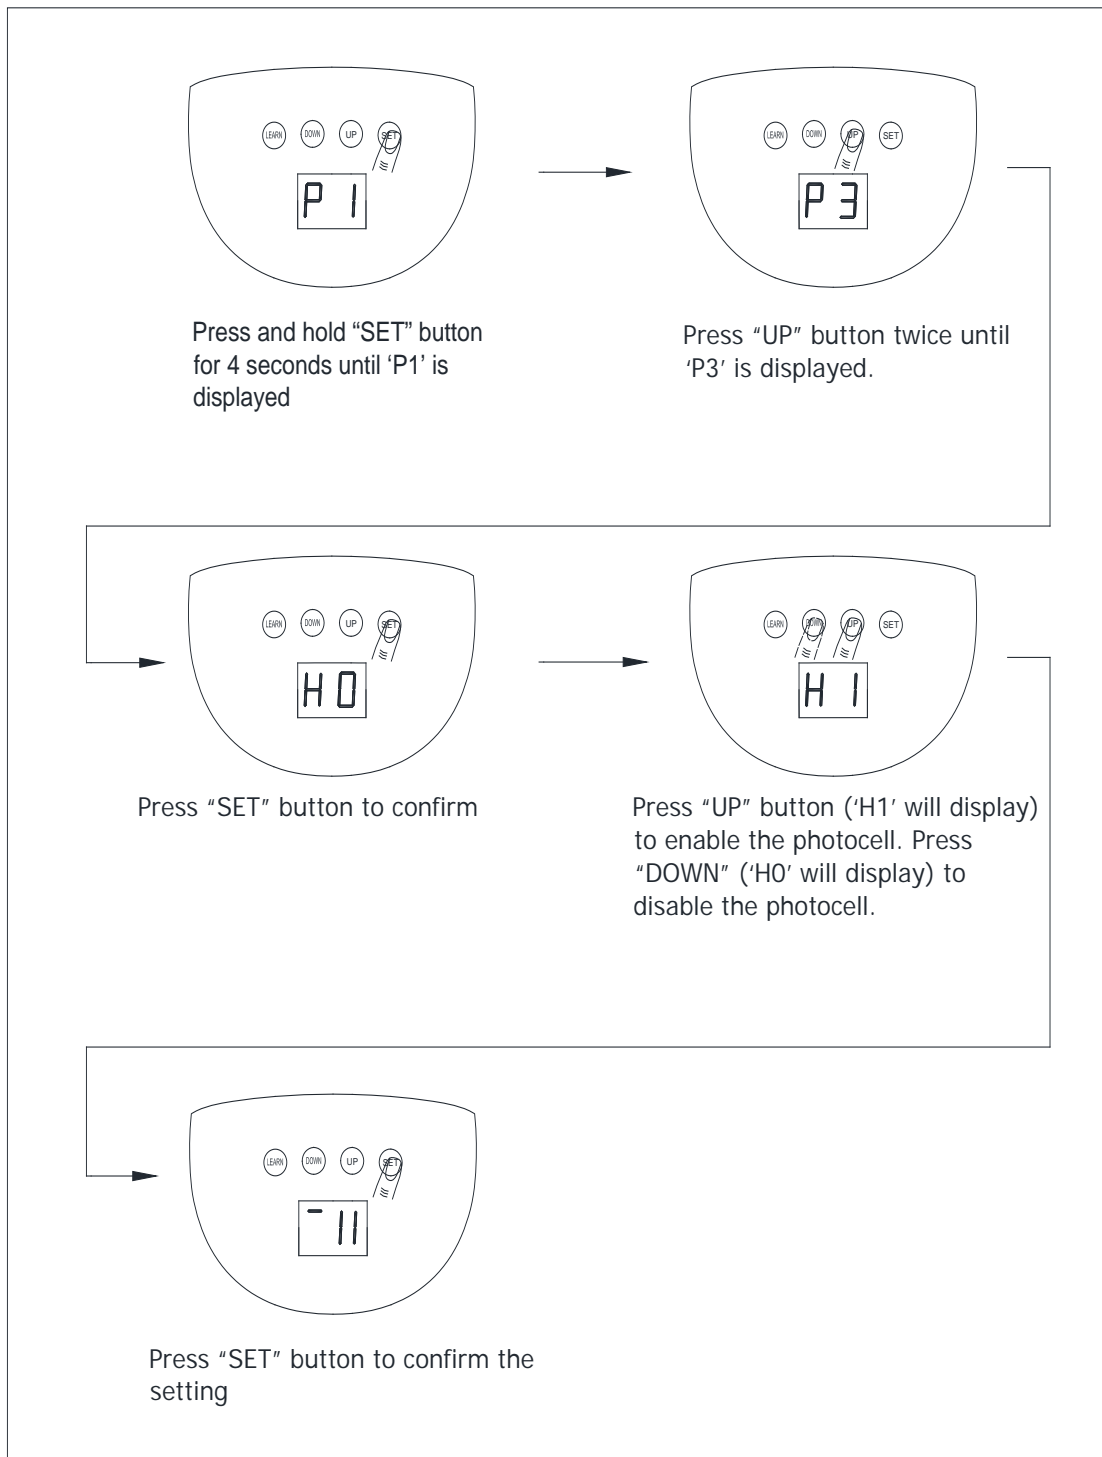 LEARN DOWN UP SET
P1
Press and hold “SET” button
for 4 seconds until ‘P1’ is
displayed
LEARN DOWN UP SET
P3
Press “UP” button twice until
‘P3’ is displayed.
LEARN DOWN UP SET
H0
Press “SET” button to confirm
LEARN DOWN UP SET
H1
Press “UP” button (‘H1’ will display)
to enable the photocell. Press
“DOWN” (‘H0’ will display) to
disable the photocell.
LEARN DOWN UP SET
Press “SET” button to confirm the
setting